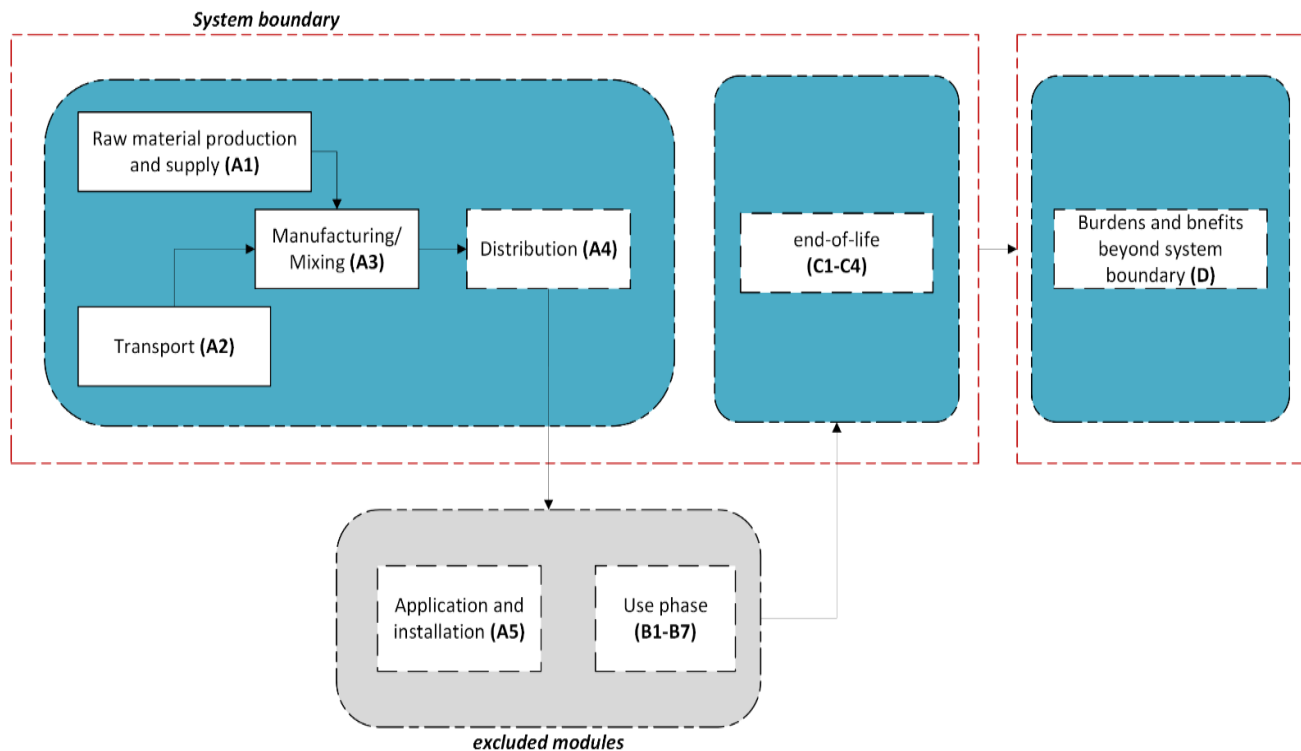 System boundary
Raw material production
and supply (A1)
Manufacturing/
Mixing (A3)
Distribution (A4)
Transport (A2)
end-of-life
(C1-C4)
Burdens and bnefits
beyond system
boundary (D)
Application and
installation (A5)
Use phase
(B1-B7)
excluded modules